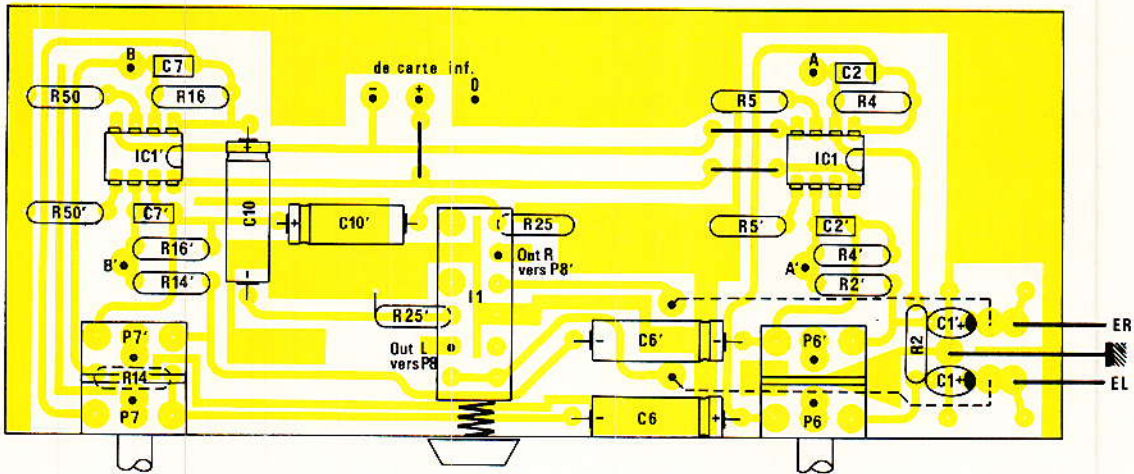 B
C7
de carte inf.
A
C2
R50
R16
−
+
0
R5
R4
IC1'
IC1
R50'
C7'
C10
+
C10'
R25
R5'
C2'
R16'
Out R
vers P8'
R4'
B'
R14'
A'
R2'
−
I1
R25'
P7'
Out L
vers P8
C6'
+
P6'
R2
C1'+
ER
R14
C1+
EL
P7
−
C6
+
P6